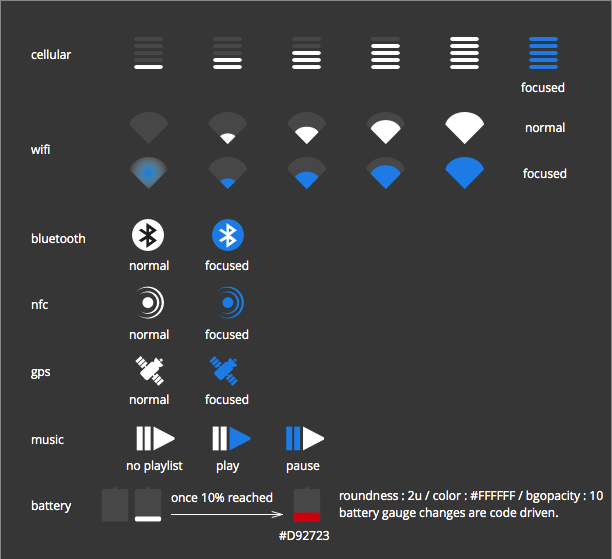 cellular
focused
normal
wifi
focused
bluetooth
normal focused
nfc
normal focused
gps
normal focused
music
no playlist play pause
battery
once 10% reached
roundness : 2u / color : #FFFFFF / bgopacity : 10
battery gauge changes are code driven.
#D92723